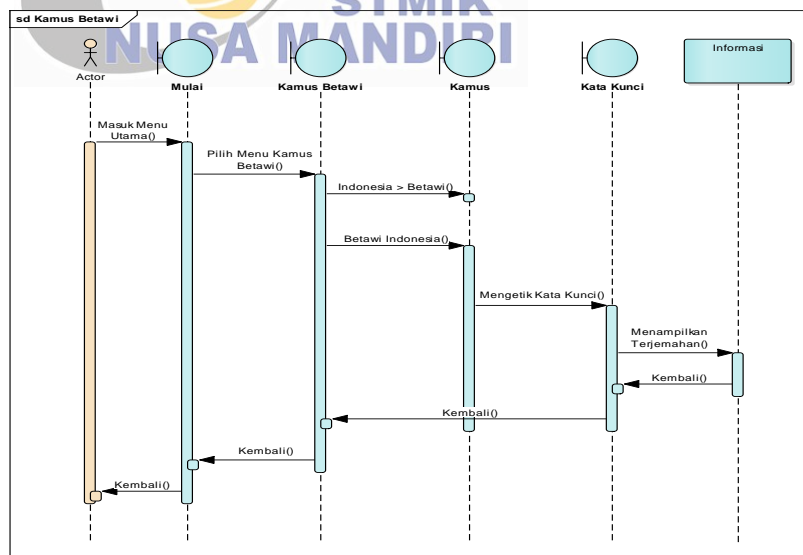 STMIK
NUSA MANDIRI
sd Kamus Betawi
Actor
Mulai
Kamus Betawi
Kamus
Kata Kunci
Informasi
Masuk Menu
Utama()
Pilih Menu Kamus
Betawi()
Indonesia > Betawi()
Betawi Indonesia()
Mengetik Kata Kunci()
Menampilkan
Terjemahan()
Kembali()
Kembali()
Kembali()
Kembali()